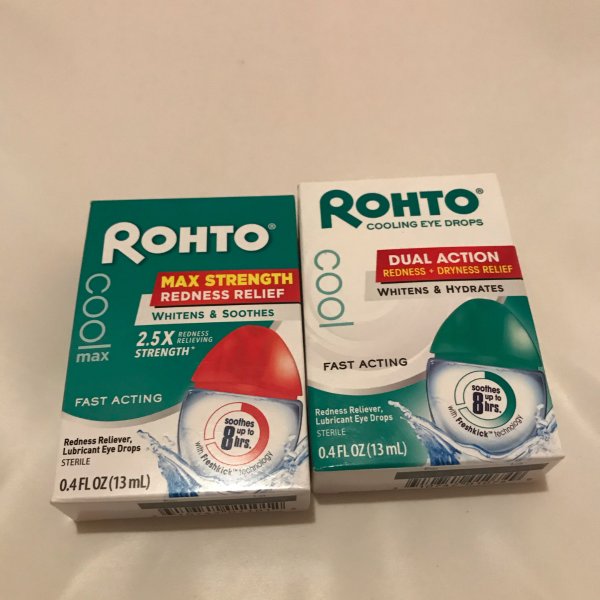 ROHTO®
cool
max
MAX STRENGTH
REDNESS RELIEF
WHITENS & SOOTHES
2.5X REDNESS RELIEVING
STRENGTH*
FAST ACTING
soothes
up to
8hrs.
with Freshkick™ technology
Redness Reliever,
Lubricant Eye Drops
STERILE
0.4 FL OZ (13 mL)
ROHTO®
COOLING EYE DROPS
cool
DUAL ACTION
REDNESS + DRYNESS RELIEF
WHITENS & HYDRATES
FAST ACTING
soothes
up to
8hrs.
with Freshkick™ technology
Redness Reliever,
Lubricant Eye Drops
STERILE
0.4 FL OZ (13 mL)